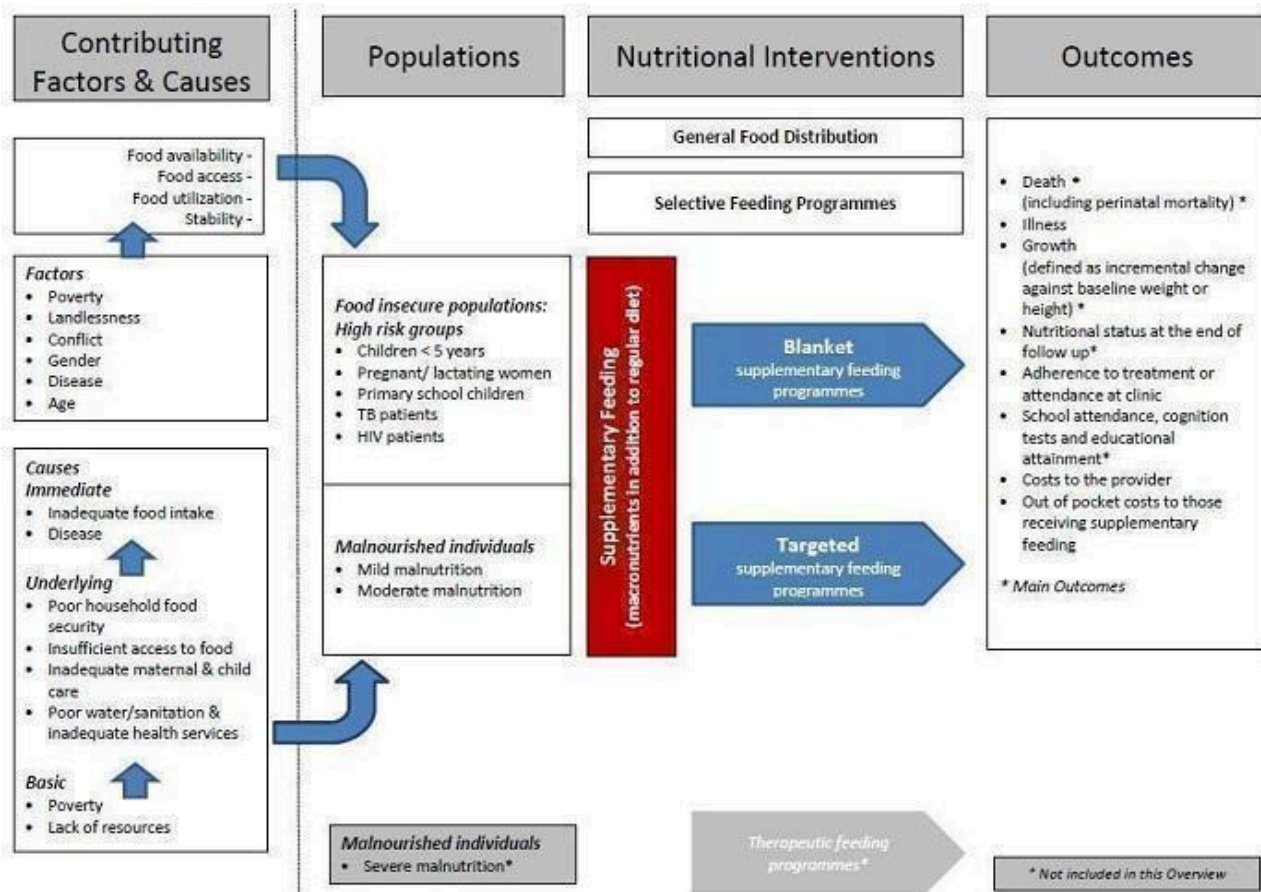 Contributing
Factors & Causes
Populations
Nutritional Interventions
Outcomes
Food availability -
Food access -
Food utilization -
Stability -
Factors
• Poverty
• Landlessness
• Conflict
• Gender
• Disease
• Age
Causes
Immediate
• Inadequate food intake
• Disease
Underlying
• Poor household food
security
• Insufficient access to food
• Inadequate maternal & child
care
• Poor water/sanitation &
inadequate health services
Basic
• Poverty
• Lack of resources
Food insecure populations:
High risk groups
• Children < 5 years
• Pregnant/ lactating women
• Primary school children
• TB patients
• HIV patients
Malnourished individuals
• Mild malnutrition
• Moderate malnutrition
Malnourished individuals
• Severe malnutrition*
General Food Distribution
Selective Feeding Programmes
Supplementary Feeding
(macronutrients in addition to regular diet)
Blanket
supplementary feeding
programmes
Targeted
supplementary feeding
programmes
Therapeutic feeding
programmes*
• Death *
(including perinatal mortality) *
• Illness
• Growth
(defined as incremental change
against baseline weight or
height) *
• Nutritional status at the end of
follow up*
• Adherence to treatment or
attendance at clinic
• School attendance, cognition
tests and educational
attainment*
• Costs to the provider
• Out of pocket costs to those
receiving supplementary
feeding
* Main Outcomes
* Not included in this Overview